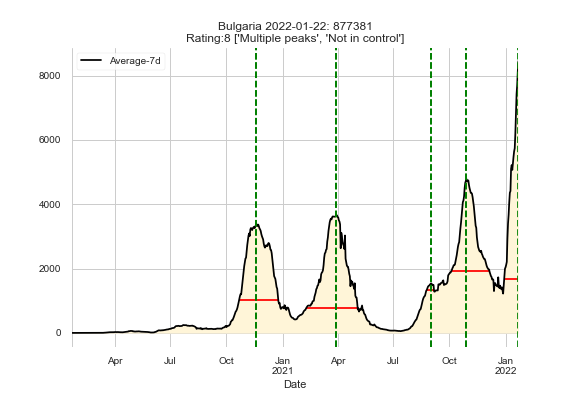 Bulgaria 2022-01-22: 877381
Rating:8 ['Multiple peaks', 'Not in control']
Average-7d
8000
6000
4000
2000
0
Apr Jul Oct Jan Apr Jul Oct Jan
2021 2022
Date